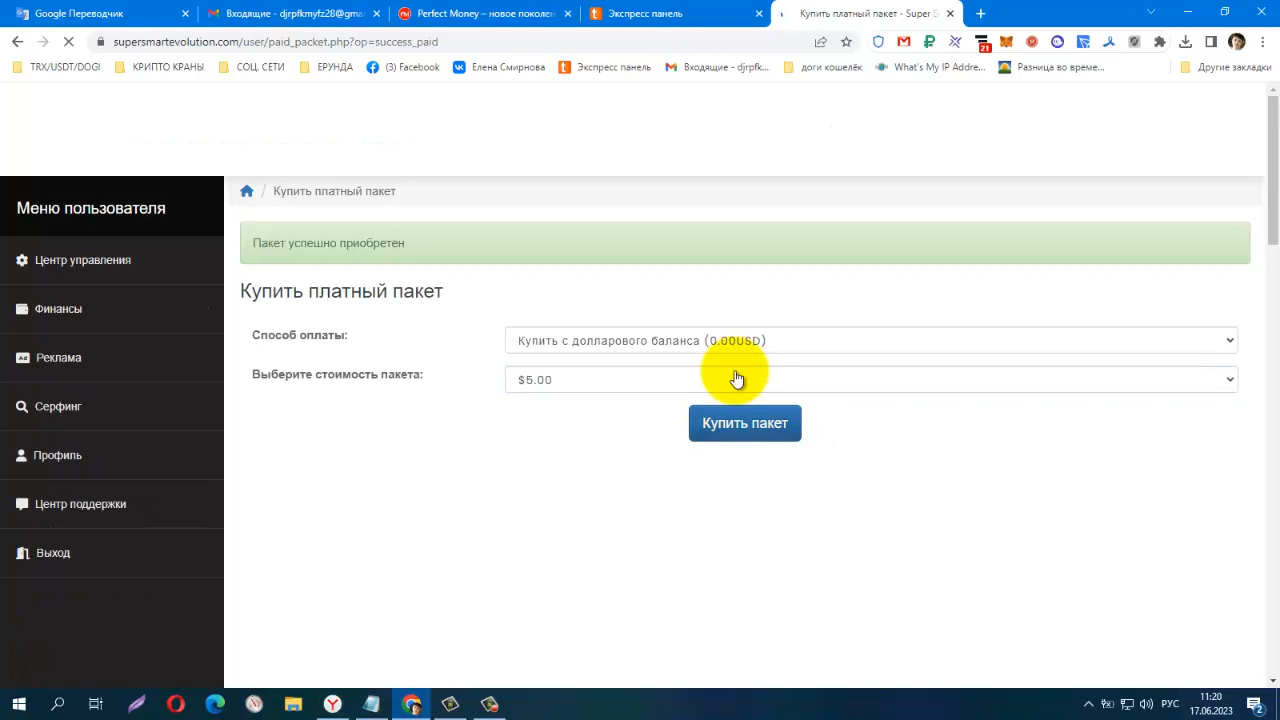 Google Переводчик
Входящие - djrpfkmyfz28@gma
Perfect Money – новое поколен
Экспресс панель
Купить платный пакет - Super S
supersmartevolution.com/user/paid_packet.php?op=success_paid
21
TRX/USDT/DOGI
КРИПТО КРАНЫ
СОЦ. СЕТИ
ЕРУНДА
(3) Facebook
Елена Смирнова
Экспресс панель
Входящие - djrpfk...
доги кошелёк
What's My IP Addre...
Разница во време...
Другие закладки
Купить платный пакет
Меню пользователя
Пакет успешно приобретен
Центр управления
Купить платный пакет
Финансы
Способ оплаты:
Купить с долларового баланса (0.00USD)
Реклама
Выберите стоимость пакета:
$5.00
Серфинг
Купить пакет
Профиль
Центр поддержки
Выход
РУС
11:20
17.06.2023
2